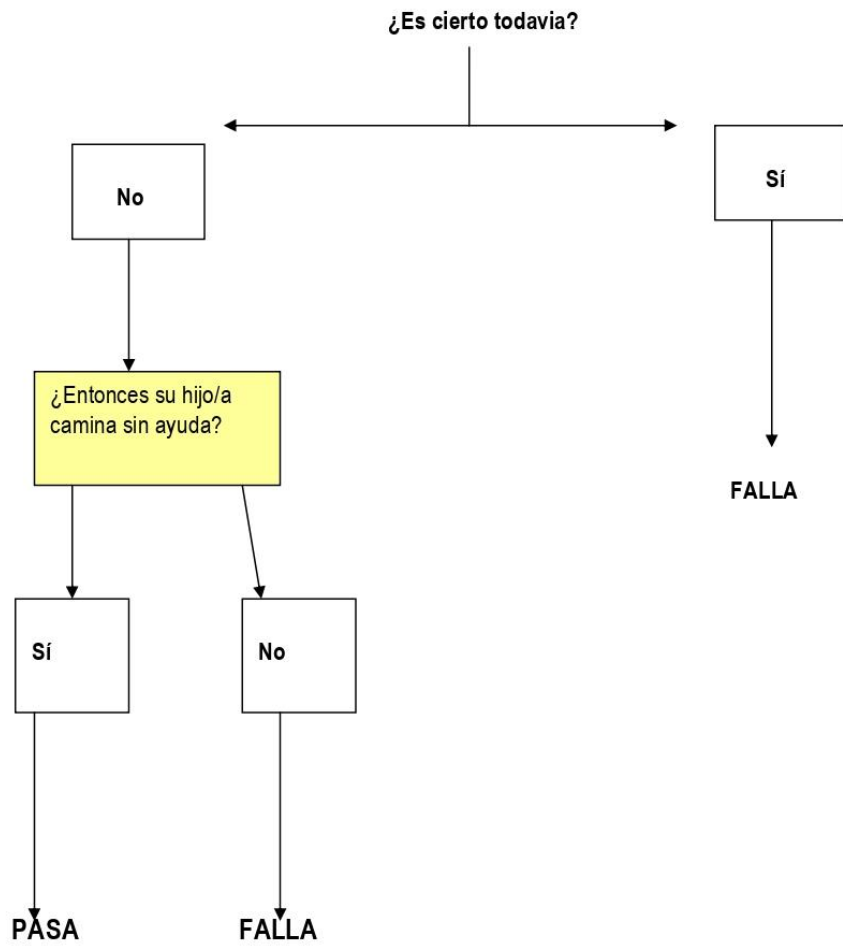 ¿Es cierto todavia?
No
Sí
¿Entonces su hijo/a
camina sin ayuda?
FALLA
Sí
No
PASA
FALLA